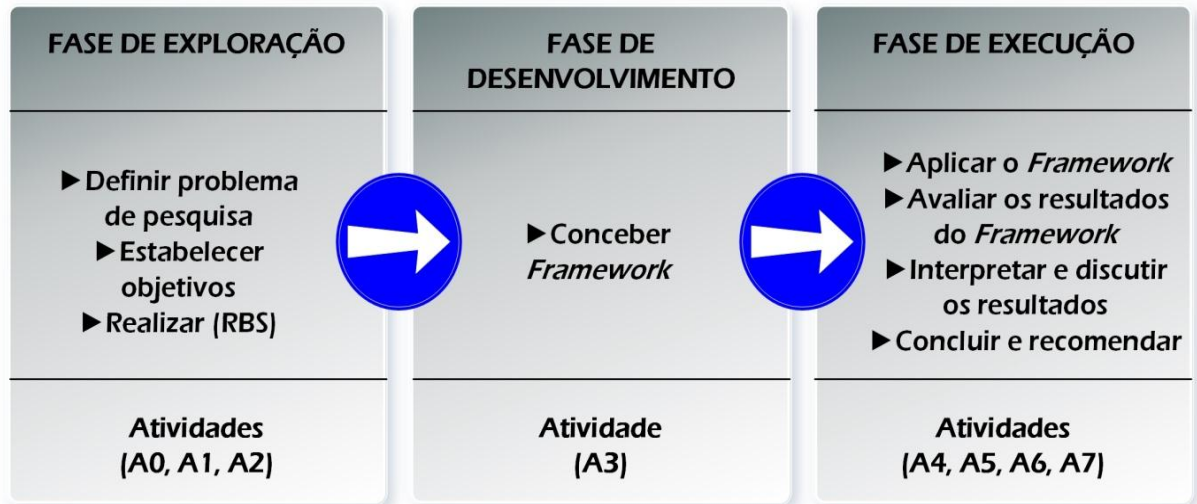 FASE DE EXPLORAÇÃO
►Definir problema
de pesquisa
►Estabelecer
objetivos
►Realizar (RBS)
Atividades
(A0, A1, A2)
FASE DE
DESENVOLVIMENTO
►Conceber
Framework
Atividade
(A3)
FASE DE EXECUÇÃO
►Aplicar o Framework
►Avaliar os resultados
do Framework
►Interpretar e discutir
os resultados
►Concluir e recomendar
Atividades
(A4, A5, A6, A7)